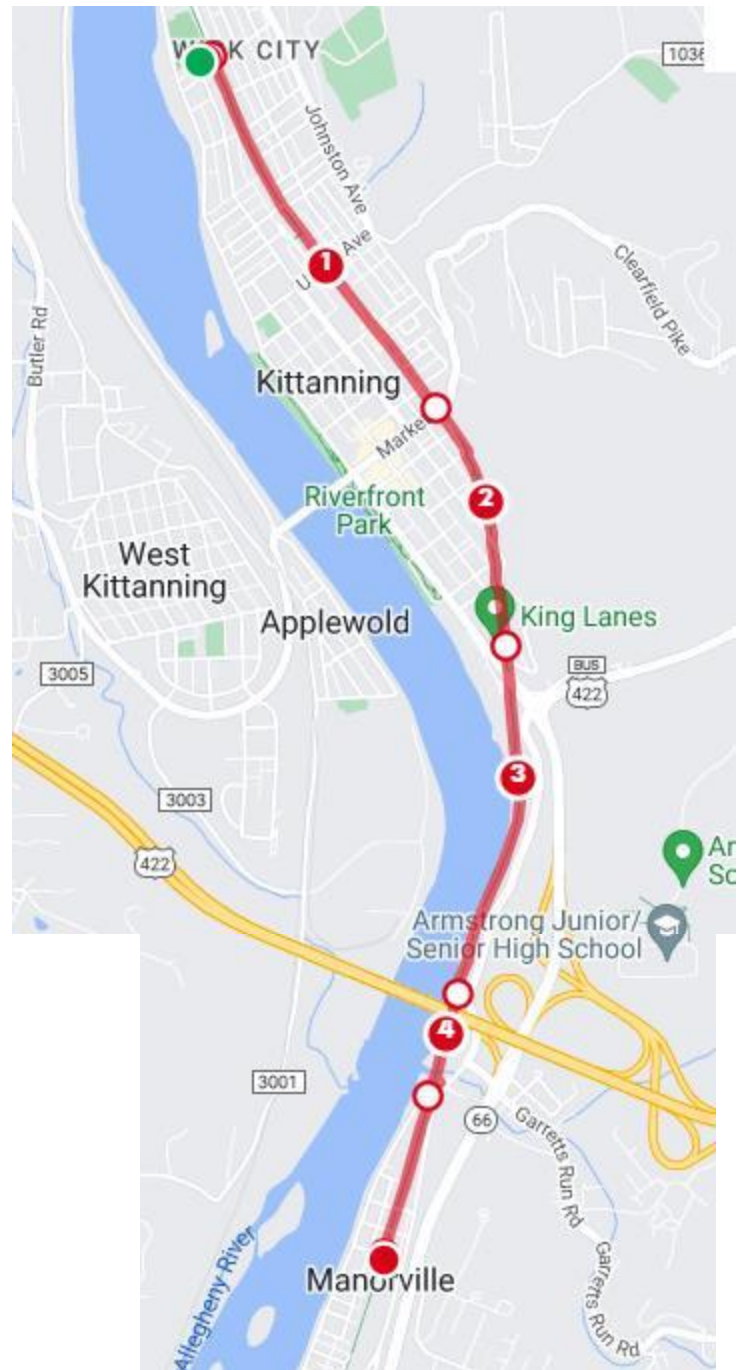 W   K CITY
1036
Johnston Ave
1
U   Ave
Clearfield Pike
Butler Rd
Kittanning
Marke
2
Riverfront
Park
West
Kittanning
King Lanes
Applewold
BUS
422
3005
3
3003
422
Ar
Sc
Armstrong Junior/
Senior High School
4
3001
66
Garretts Run Rd
Garretts Run Rd
Allegheny River
Manorville